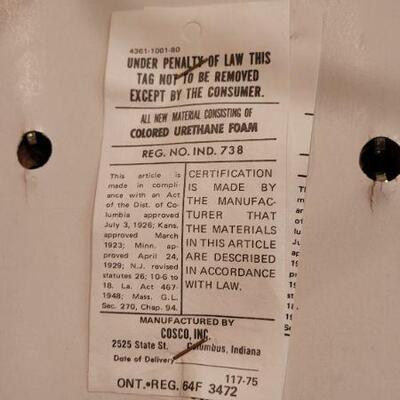 4361-1001-80
UNDER PENALTY OF LAW THIS
TAG NOT TO BE REMOVED
EXCEPT BY THE CONSUMER.
ALL NEW MATERIAL CONSISTING OF
COLORED URETHANE FOAM
REG. NO. IND. 738
This article is
made in compli-
ance with an Act
of the Dist. of Co-
lumbia approved
July 3, 1926; Kans.
approved March
1923; Minn. ap-
proved April 24,
1929; N.J. revised
statutes 26; 10-6 to
18. La. Act 467-
1948; Mass. G.L.
Sec. 270, Chap. 94.
CERTIFICATION
IS MADE BY
THE MANUFAC-
TURER THAT
THE MATERIALS
IN THIS ARTICLE
ARE DESCRIBED
IN ACCORDANCE
WITH LAW.
MANUFACTURED BY
COSCO, INC.
2525 State St. Columbus, Indiana
Date of Delivery
117-75
ONT.•REG. 64F 3472